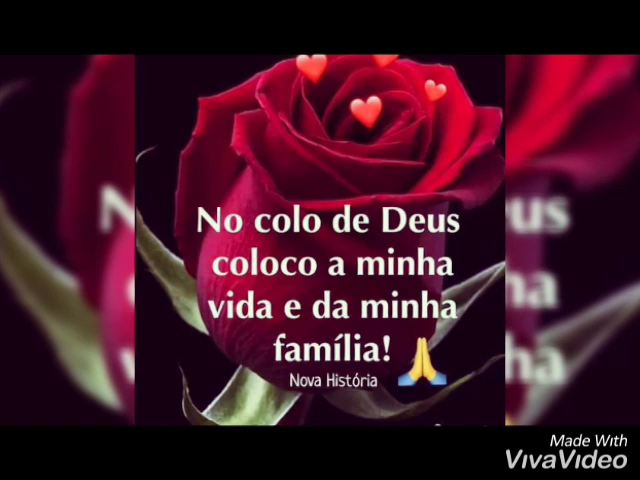 No colo de Deus
coloco a minha
vida e da minha
família!
Nova História
Made With
VivaVideo